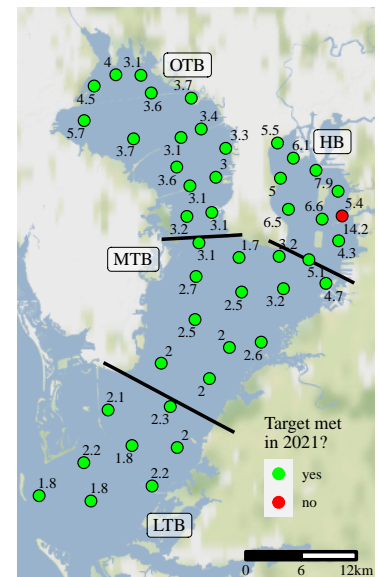 4 3.1 OTB
4.5 3.6 3.7
5.7 3.7 3.1 3.4 3.3 5.5 HB
6.1
3.6 3 5 7.9
3.1 5.4
3.2 3.1 6.5 6.6 14.2
MTB 3.1 1.7 3.2 4.3
5.1
2.7 2.5 3.2 4.7
2.5
2 2 2.6
2
2.1 2.3
Target met
in 2021?
2.2 1.8 2
yes
1.8 1.8 2.2
no
LTB
0 6 12km